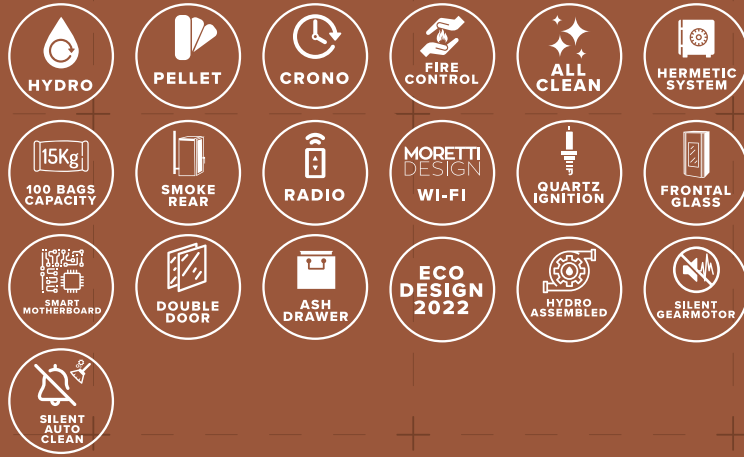 HYDRO
PELLET
CRONO
FIRE
CONTROL
ALL
CLEAN
HERMETIC
SYSTEM
15Kg
100 BAGS
CAPACITY
SMOKE
REAR
RADIO
MORETTI
DESIGN
WI-FI
QUARTZ
IGNITION
FRONTAL
GLASS
SMART
MOTHERBOARD
DOUBLE
DOOR
ASH
DRAWER
ECO
DESIGN
2022
HYDRO
ASSEMBLED
SILENT
GEARMOTOR
SILENT
AUTO
CLEAN